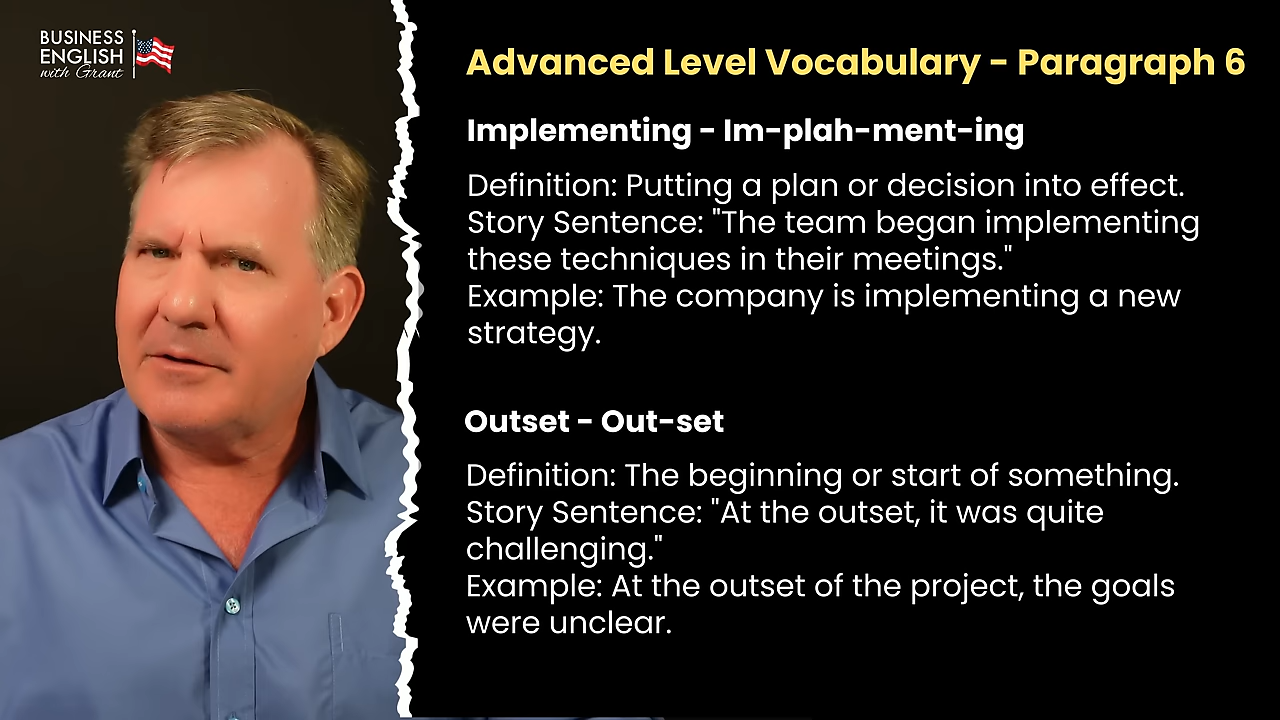 BUSINESS
ENGLISH
with Grant
Advanced Level Vocabulary - Paragraph 6
Implementing - Im-plah-ment-ing
Definition: Putting a plan or decision into effect.
Story Sentence: "The team began implementing
these techniques in their meetings."
Example: The company is implementing a new
strategy.
Outset - Out-set
Definition: The beginning or start of something.
Story Sentence: "At the outset, it was quite
challenging."
Example: At the outset of the project, the goals
were unclear.